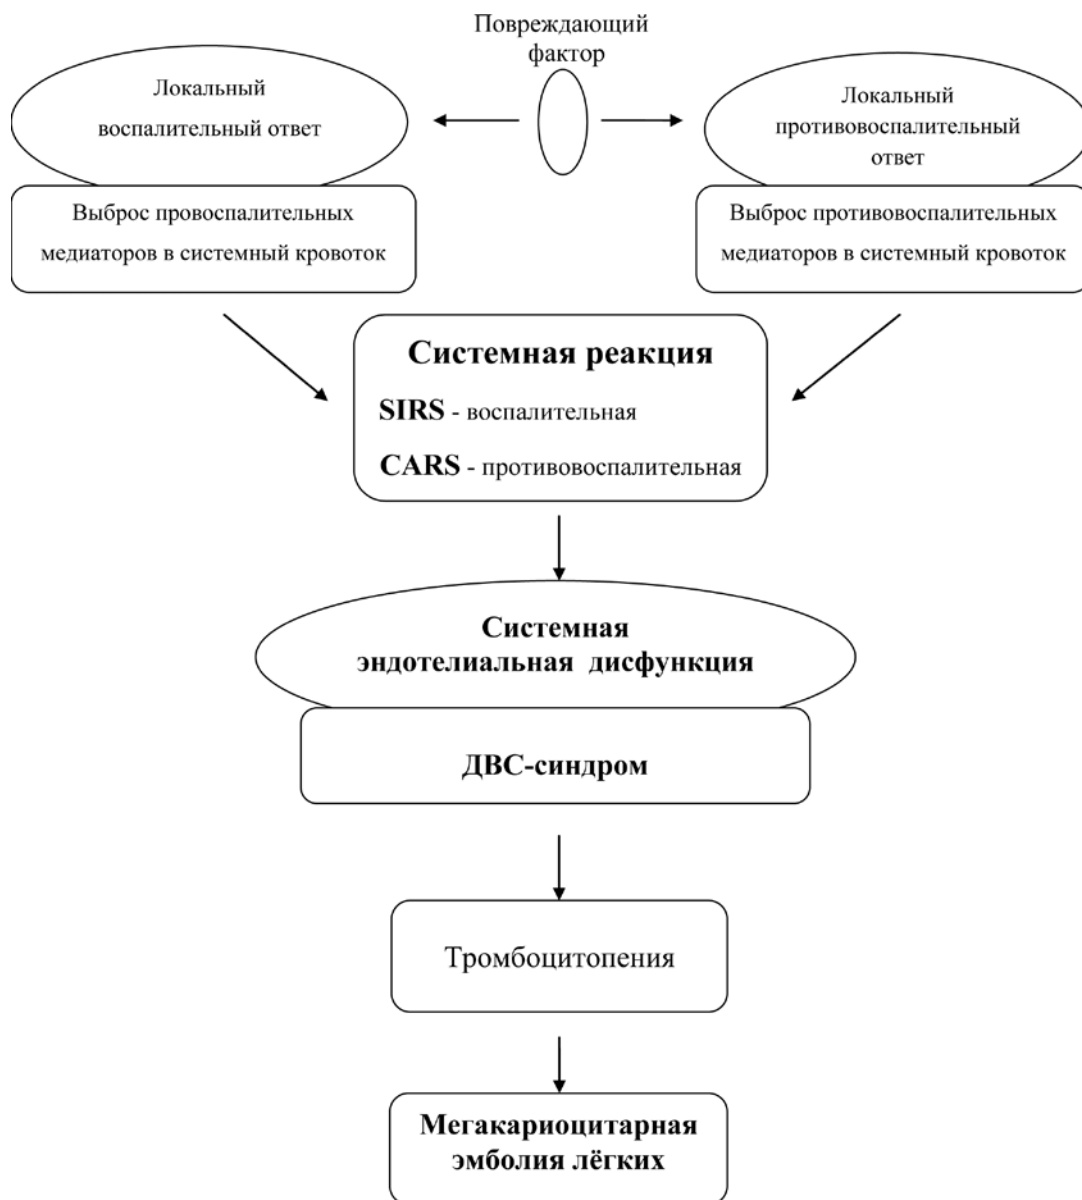 Повреждающий
фактор
Локальный
воспалительный ответ
Локальный
противовоспалительный
ответ
Выброс провоспалительных
медиаторов в системный кровоток
Выброс противовоспалительных
медиаторов в системный кровоток
Системная реакция
SIRS - воспалительная
CARS - противовоспалительная
Системная
эндотелиальная дисфункция
ДВС-синдром
Тромбоцитопения
Мегакариоцитарная
эмболия лёгких